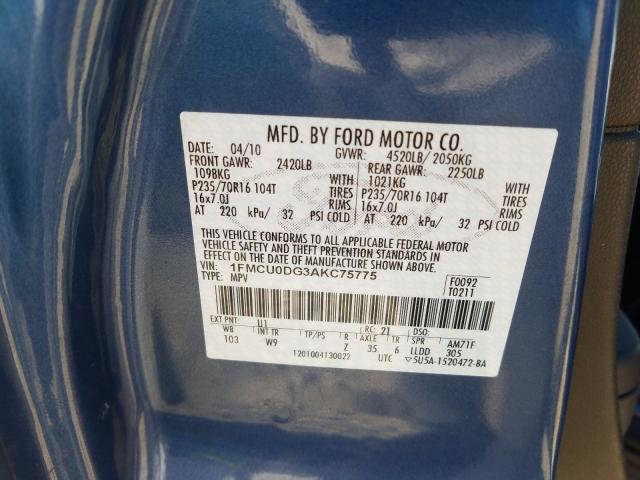 MFD. BY FORD MOTOR CO.
DATE: 04/10 GVWR: 4520LB/ 2050KG
FRONT GAWR: 2420LB REAR GAWR: 2250LB
1098KG WITH 1021KG WITH
P235/70R16 104T TIRES P235/70R16 104T TIRES
16x7.0J RIMS 16x7.0J RIMS
AT 220 kPa/ 32 PSI COLD AT 220 kPa/ 32 PSI COLD
THIS VEHICLE CONFORMS TO ALL APPLICABLE FEDERAL MOTOR
VEHICLE SAFETY AND THEFT PREVENTION STANDARDS IN
EFFECT ON THE DATE OF MANUFACTURE SHOWN ABOVE.
VIN: 1FMCU0DG3AKC75775 F0092
TYPE: MPV T0211
EXT PNT: U1 RC: 21 DSO:
WB INT TR TP/PS R AXLE TR SPR AM71F
103 W9 Z 35 6 LLDD 305
1201004130022 UTC ▽5U5A-1520472-BA